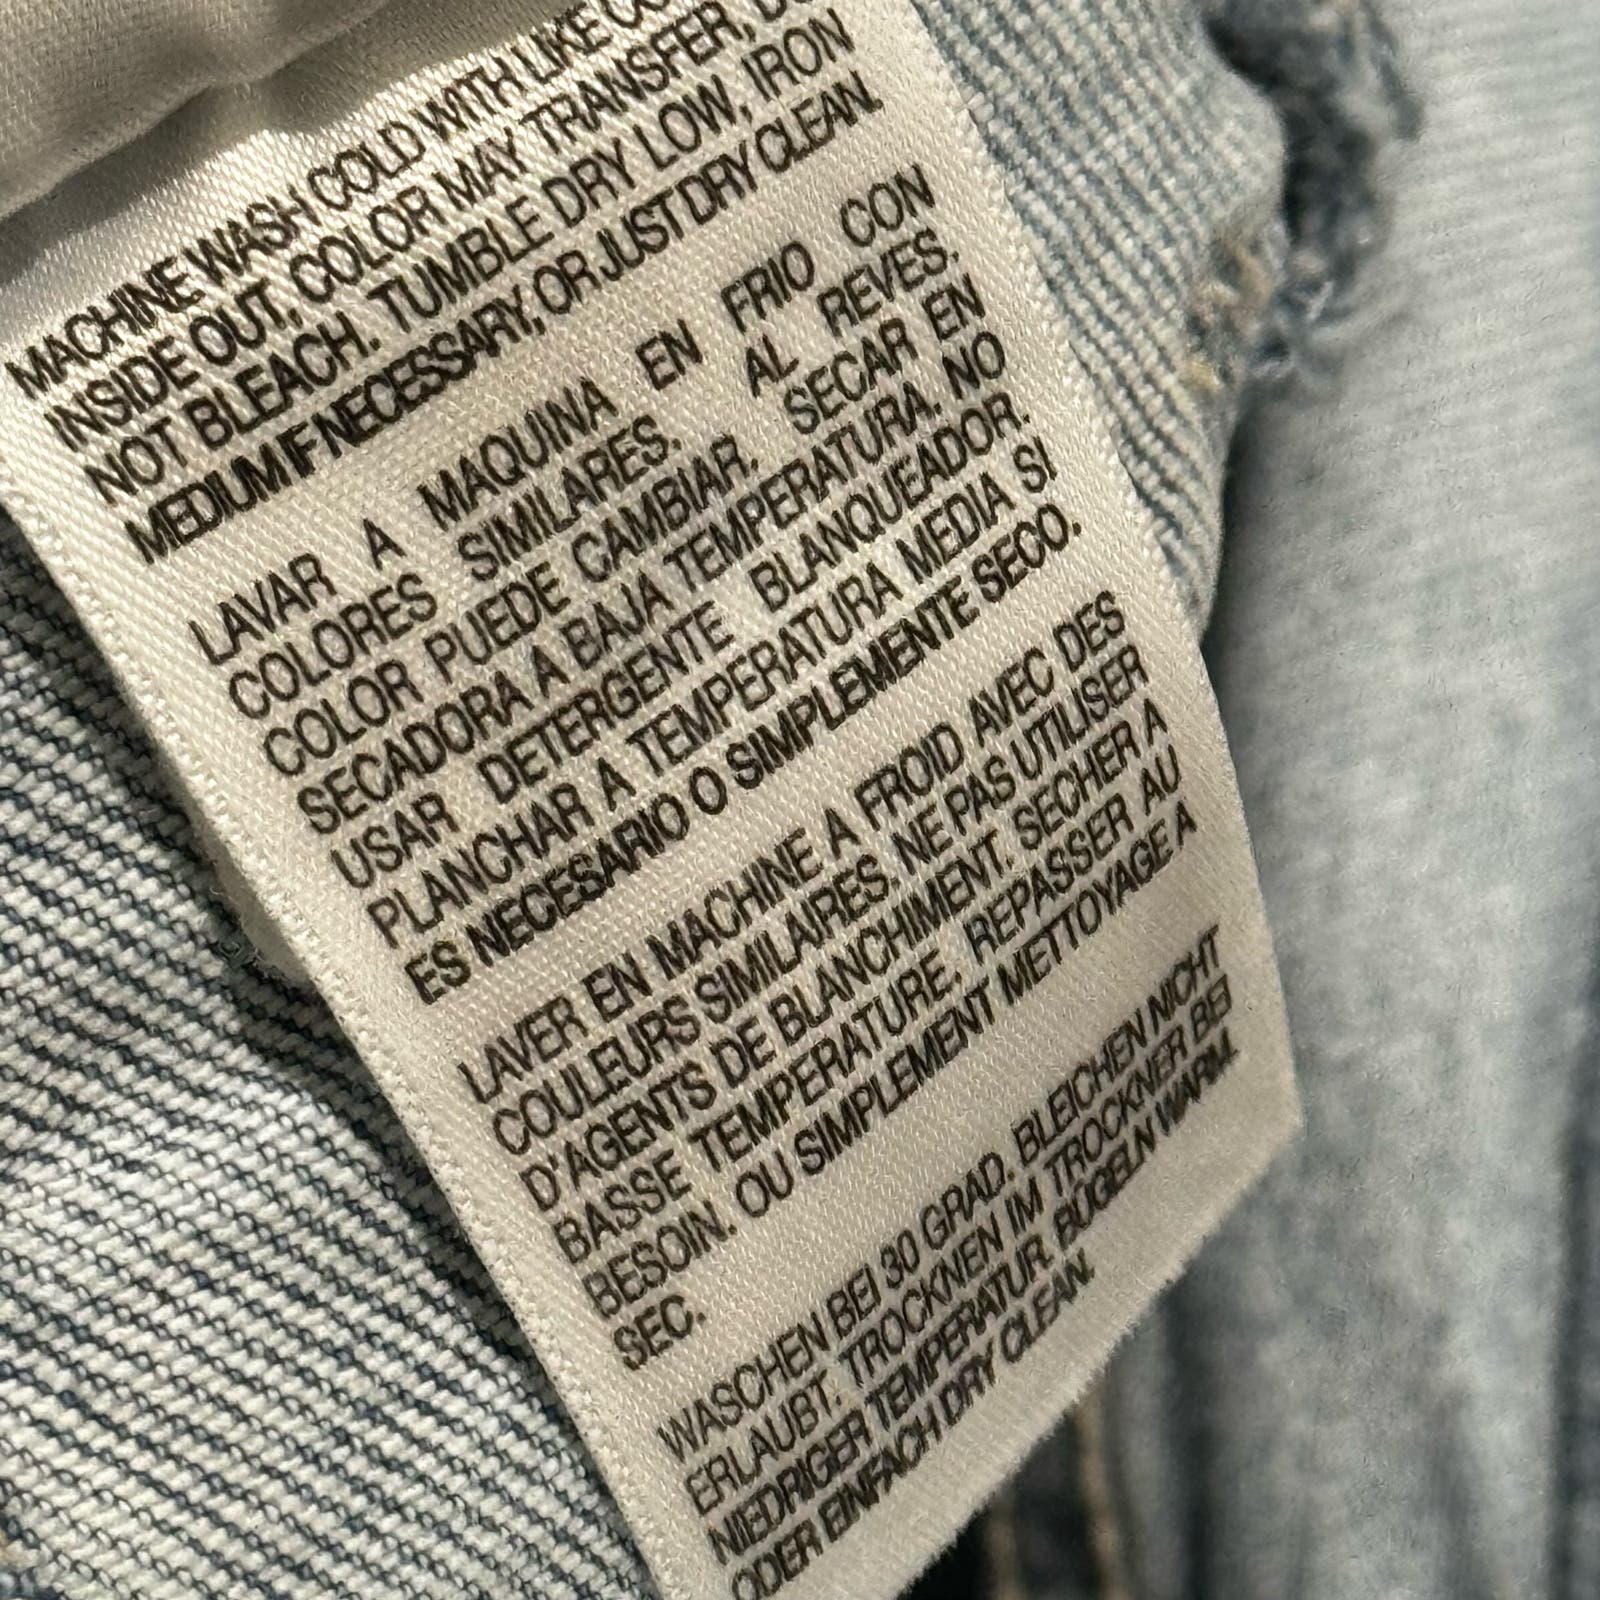 MACHINE WASH COLD WITH LIKE
INSIDE OUT, COLOR MAY TRANSFER,
NOT BLEACH. TUMBLE DRY LOW, IRON
MEDIUM IF NECESSARY, OR JUST DRY CLEAN.
LAVAR A MAQUINA EN FRIO CON
COLORES SIMILARES. AL REVES.
COLOR PUEDE CAMBIAR. SECAR EN
SECADORA A BAJA TEMPERATURA. NO
USAR DETERGENTE BLANQUEADOR.
PLANCHAR A TEMPERATURA MEDIA SI
ES NECESARIO O SIMPLEMENTE SECO.
LAVER EN MACHINE A FROID AVEC DES
COULEURS SIMILAIRES. NE PAS UTILISER
D'AGENTS DE BLANCHIMENT. SECHER A
BASSE TEMPERATURE. REPASSER AU
BESOIN. OU SIMPLEMENT METTOYAGE A
SEC.
WASCHEN BEI 30 GRAD. BLEICHEN NICHT
ERLAUBT. TROCKNEN IM TROCKNER BEI
NIEDRIGER TEMPERATUR. BÜGELN WARM.
ODER EINFACH DRY CLEAN.